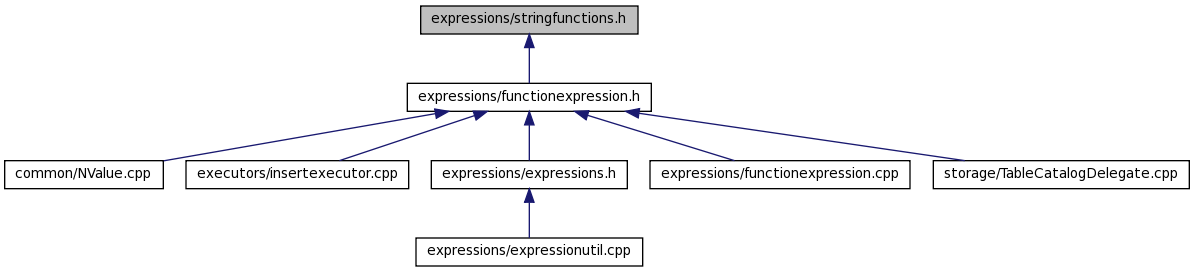 expressions/stringfunctions.h
expressions/functionexpression.h
common/NValue.cpp
executors/insertexecutor.cpp
expressions/expressions.h
expressions/functionexpression.cpp
storage/TableCatalogDelegate.cpp
expressions/expressionutil.cpp